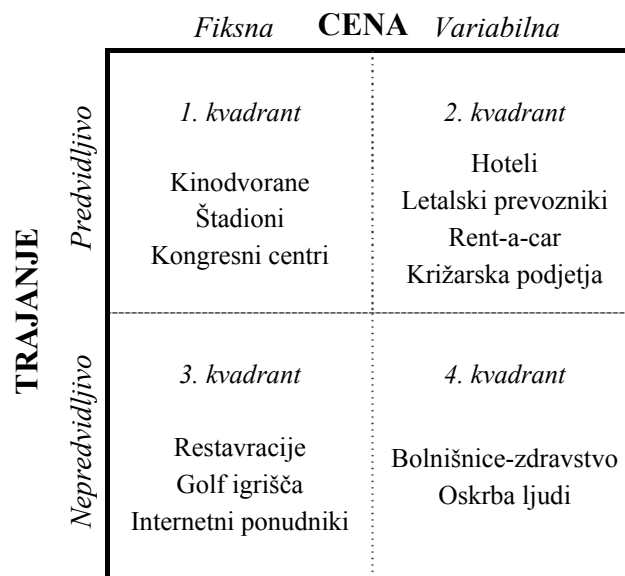 Fiksna CENA Variabilna
TRAJANJE
Predvidljivo
1. kvadrant
Kinodvorane
Štadioni
Kongresni centri
2. kvadrant
Hoteli
Letalski prevozniki
Rent-a-car
Križarska podjetja
Nepredvidljivo
3. kvadrant
Restavracije
Golf igrišča
Internetni ponudniki
4. kvadrant
Bolnišnice-zdravstvo
Oskrba ljudi